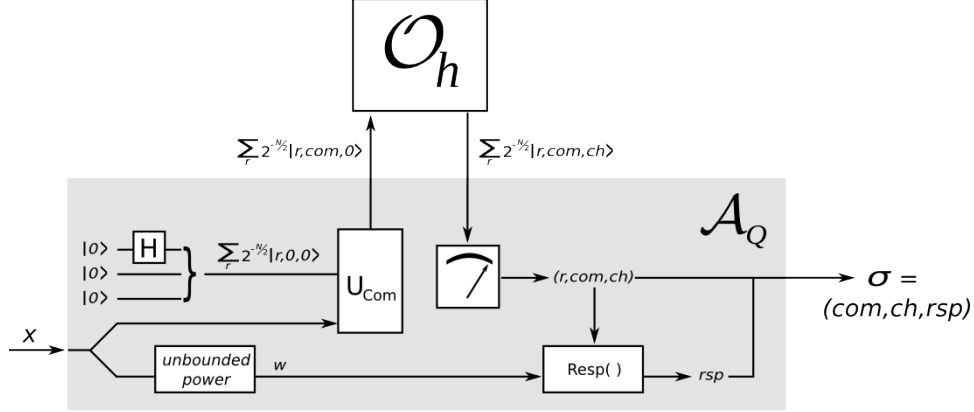 𝒪h
∑r 2^-N/2|r,com,0⟩
∑r 2^-N/2|r,com,ch⟩
𝒜Q
|0⟩ H
|0⟩
|0⟩
∑r 2^-N/2|r,0,0⟩
UCom
(r,com,ch)
σ =
(com,ch,rsp)
x
unbounded
power
w
Resp( )
rsp